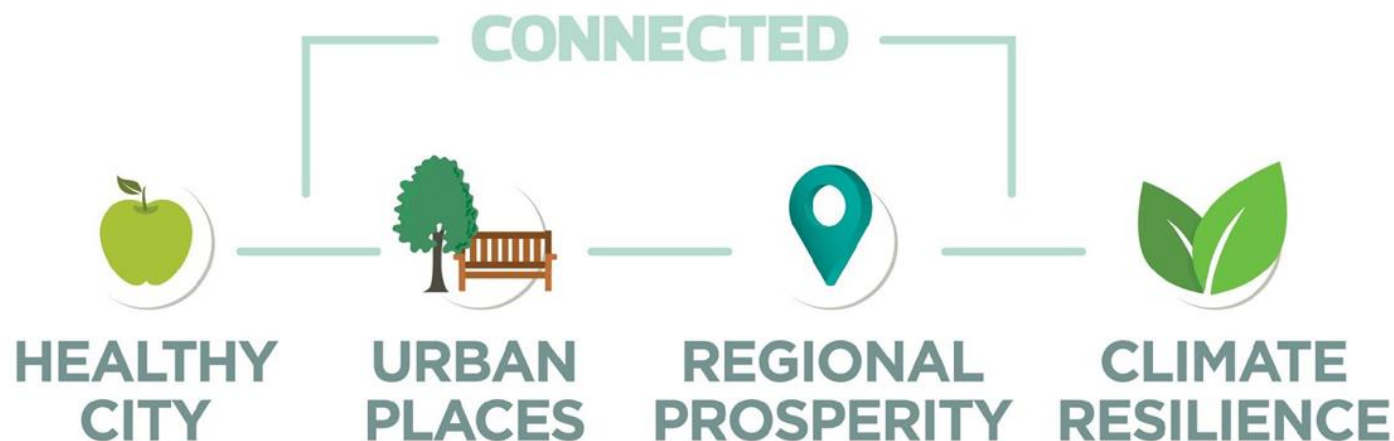 CONNECTED
HEALTHY
CITY
URBAN
PLACES
REGIONAL
PROSPERITY
CLIMATE
RESILIENCE